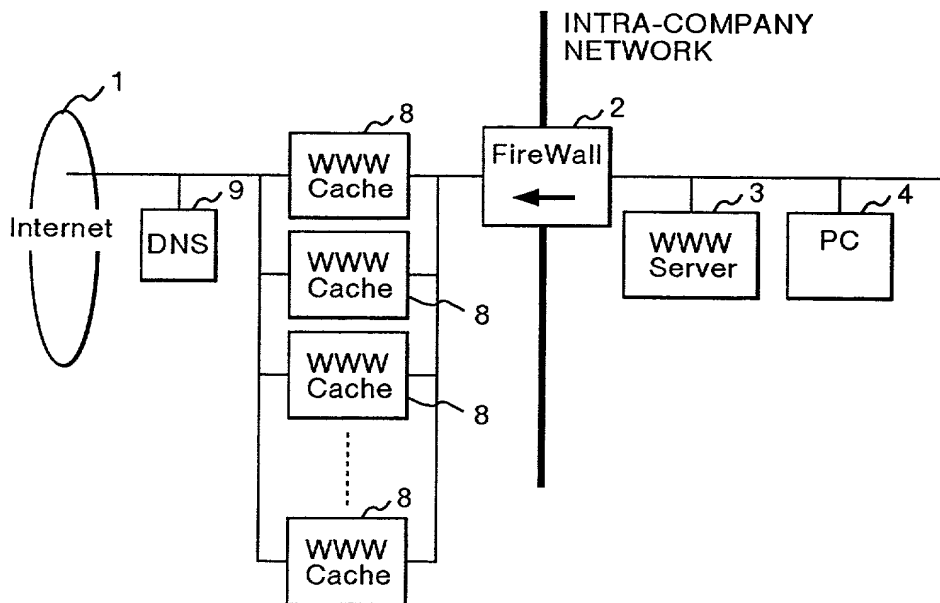 INTRA-COMPANY
NETWORK
1
8
2
WWW
Cache
FireWall
9
3
4
Internet
DNS
WWW
Server
PC
WWW
Cache
8
WWW
Cache
8
8
WWW
Cache